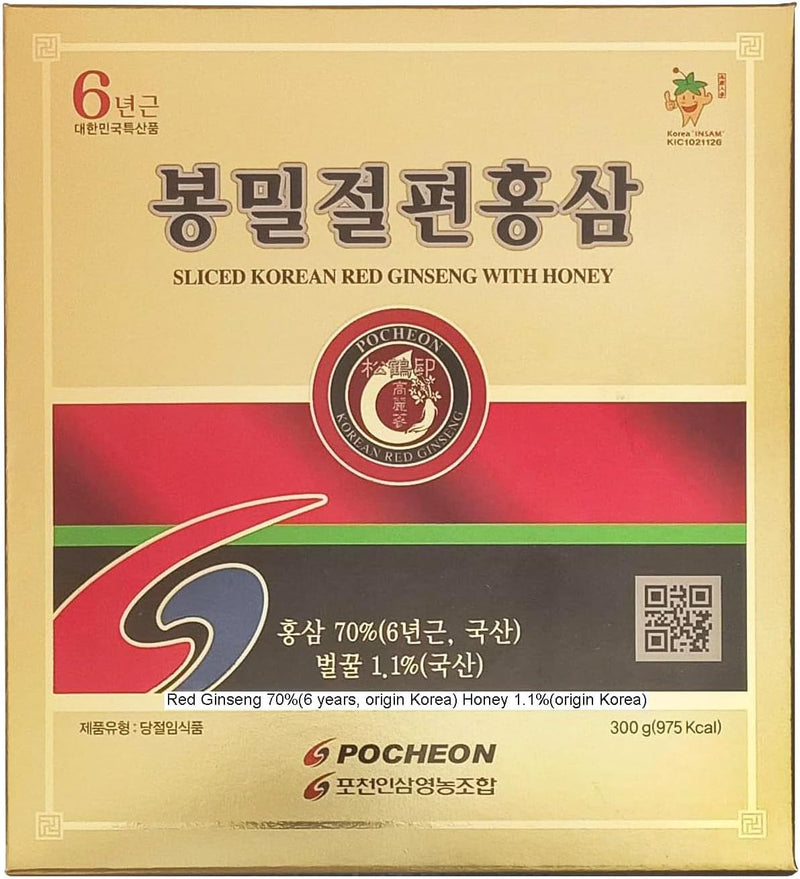 6년근
대한민국특산품
Korea "INSAM"
KIC1021126
봉밀절편홍삼
SLICED KOREAN RED GINSENG WITH HONEY
POCHEON
松鶴印
高麗蔘
KOREAN RED GINSENG
홍삼 70%(6년근, 국산)
벌꿀 1.1%(국산)
Red Ginseng 70%(6 years, origin Korea) Honey 1.1%(origin Korea)
제품유형 : 당절임식품
300 g(975 Kcal)
POCHEON
포천인삼영농조합